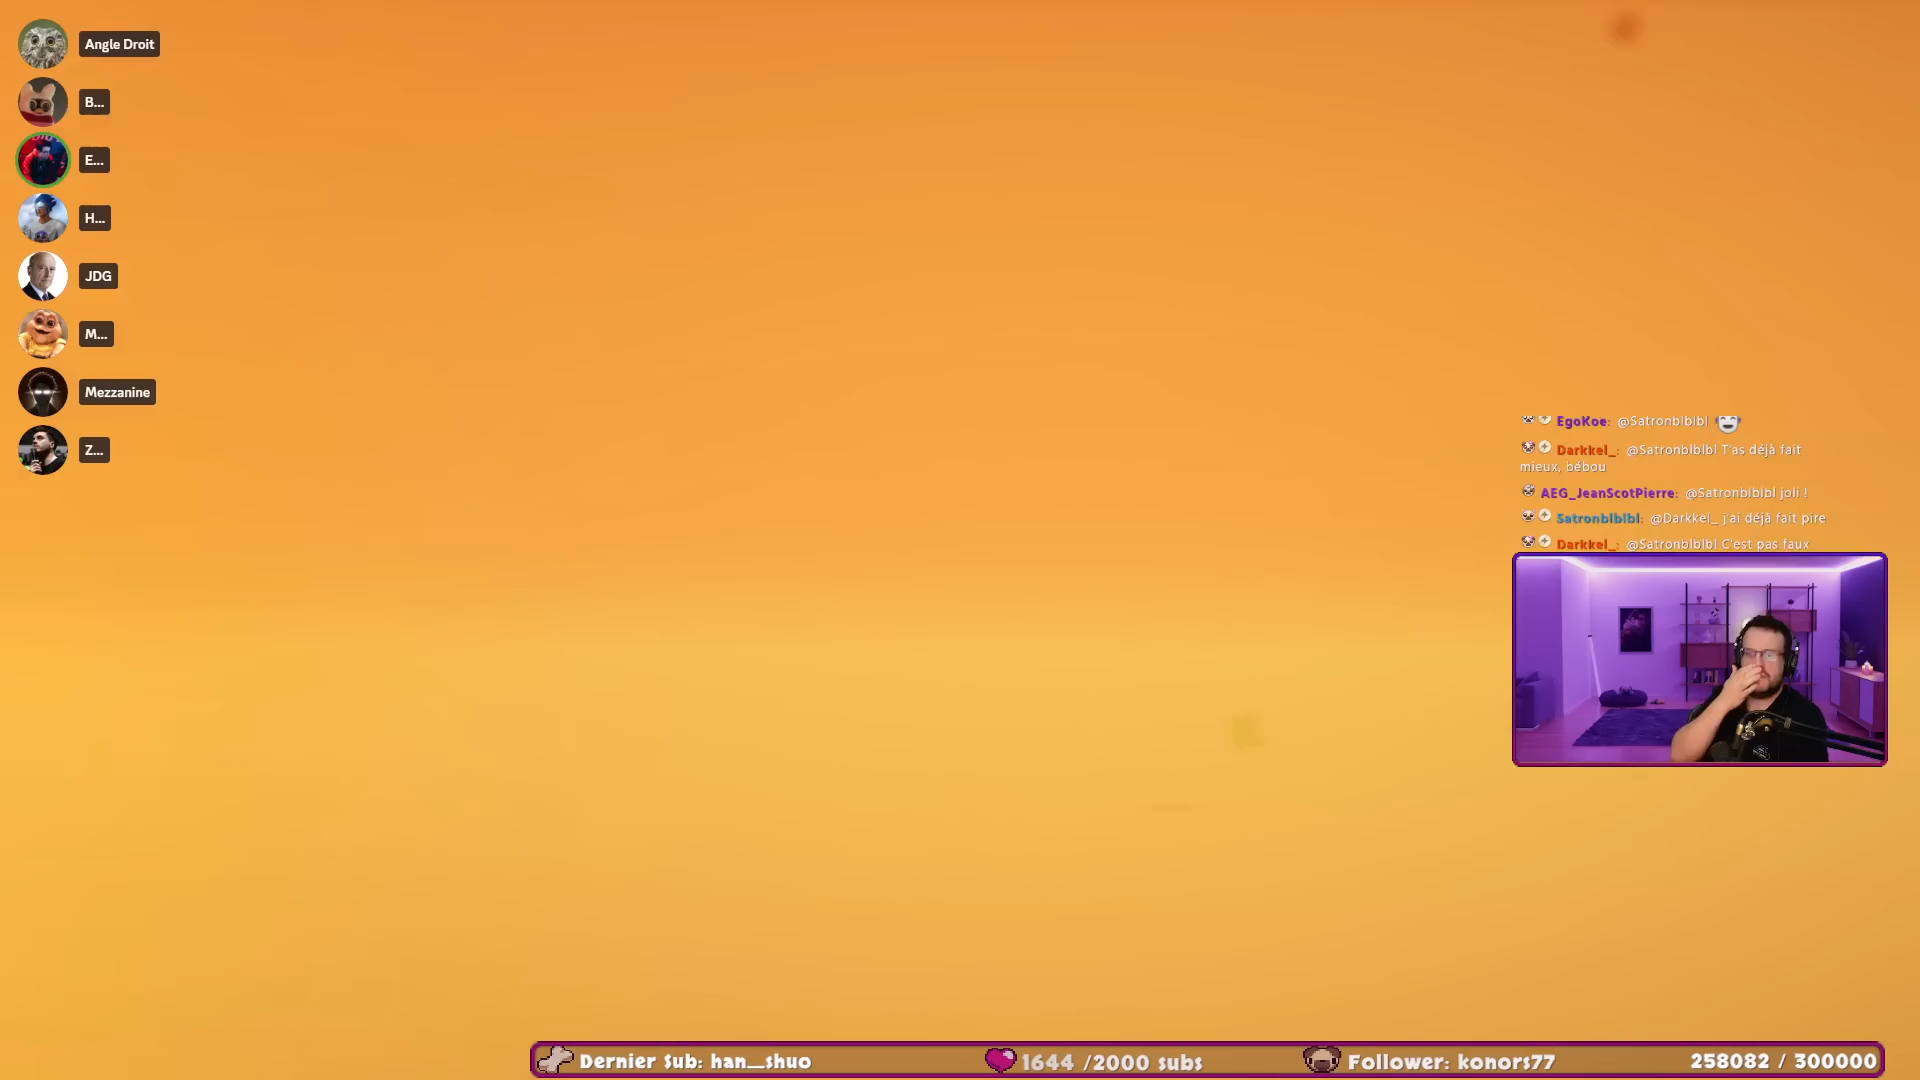 Angle Droit
B...
E...
H...
JDG
M...
Mezzanine
Z...
EgoKoe: @Satronblblbl
Darkkel_: @Satronblblbl T'as déjà fait
mieux, bébou
AEG_JeanScotPierre: @Satronblblbl joli !
Satronblblbl: @Darkkel_ j'ai déjà fait pire
Darkkel_: @Satronblblbl C'est pas faux
Dernier Sub: han__shuo
1644 /2000 subs
Follower: konors77
258082 / 300000